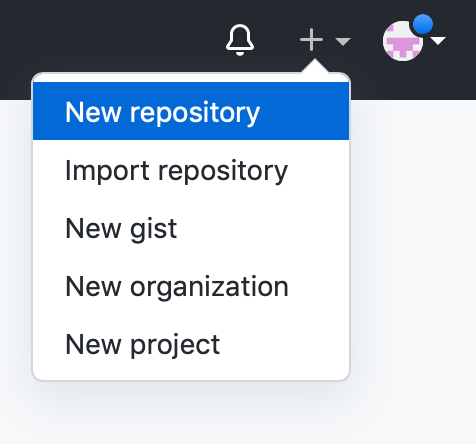 New repository
Import repository
New gist
New organization
New project